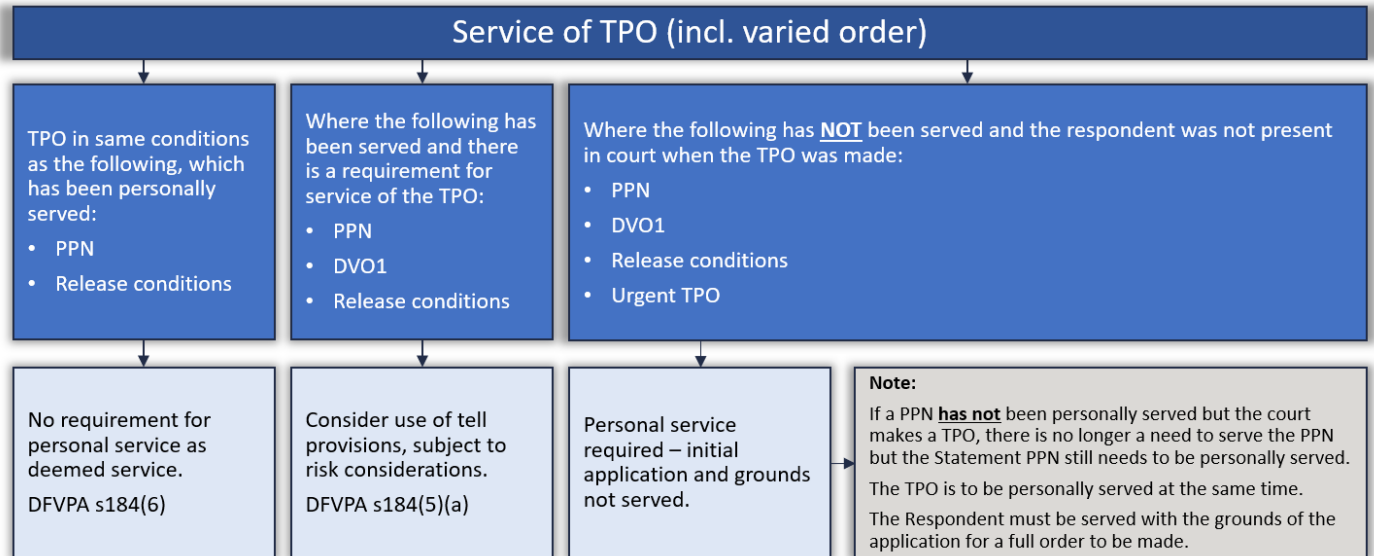 Service of TPO (incl. varied order)
TPO in same conditions
as the following, which
has been personally
served:
• PPN
• Release conditions
Where the following has
been served and there
is a requirement for
service of the TPO:
• PPN
• DVO1
• Release conditions
Where the following has NOT been served and the respondent was not present
in court when the TPO was made:
• PPN
• DVO1
• Release conditions
• Urgent TPO
No requirement for
personal service as
deemed service.
DFVPA s184(6)
Consider use of tell
provisions, subject to
risk considerations.
DFVPA s184(5)(a)
Personal service
required – initial
application and grounds
not served.
Note:
If a PPN has not been personally served but the court
makes a TPO, there is no longer a need to serve the PPN
but the Statement PPN still needs to be personally served.
The TPO is to be personally served at the same time.
The Respondent must be served with the grounds of the
application for a full order to be made.